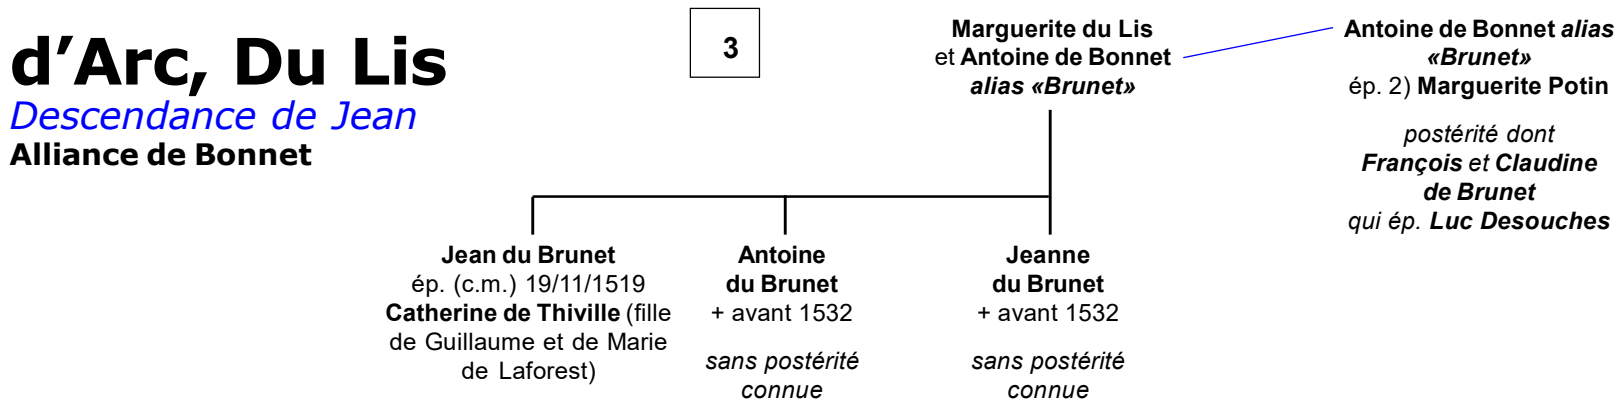 d’Arc, Du Lis
Descendance de Jean
Alliance de Bonnet
3
Marguerite du Lis
et Antoine de Bonnet
alias «Brunet»
Antoine de Bonnet alias
«Brunet»
ép. 2) Marguerite Potin
postérité dont
François et Claudine
de Brunet
qui ép. Luc Desouches
Jean du Brunet
ép. (c.m.) 19/11/1519
Catherine de Thiville (fille
de Guillaume et de Marie
de Laforest)
Antoine
du Brunet
+ avant 1532
sans postérité
connue
Jeanne
du Brunet
+ avant 1532
sans postérité
connue